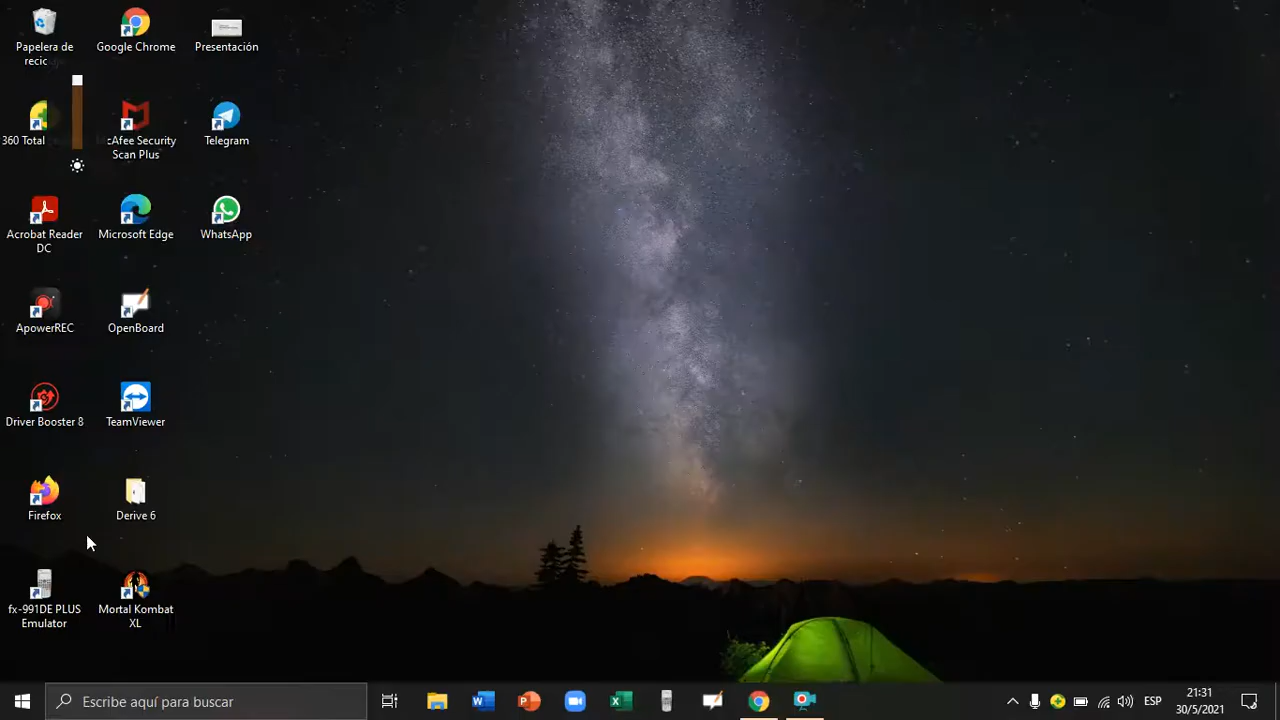 Papelera de
recic
Google Chrome
Presentación
360 Total
cAfee Security
Scan Plus
Telegram
Acrobat Reader
DC
Microsoft Edge
WhatsApp
ApowerREC
OpenBoard
Driver Booster 8
TeamViewer
Firefox
Derive 6
fx-991DE PLUS
Emulator
Mortal Kombat
XL
Escribe aquí para buscar
ESP
21:31
30/5/2021